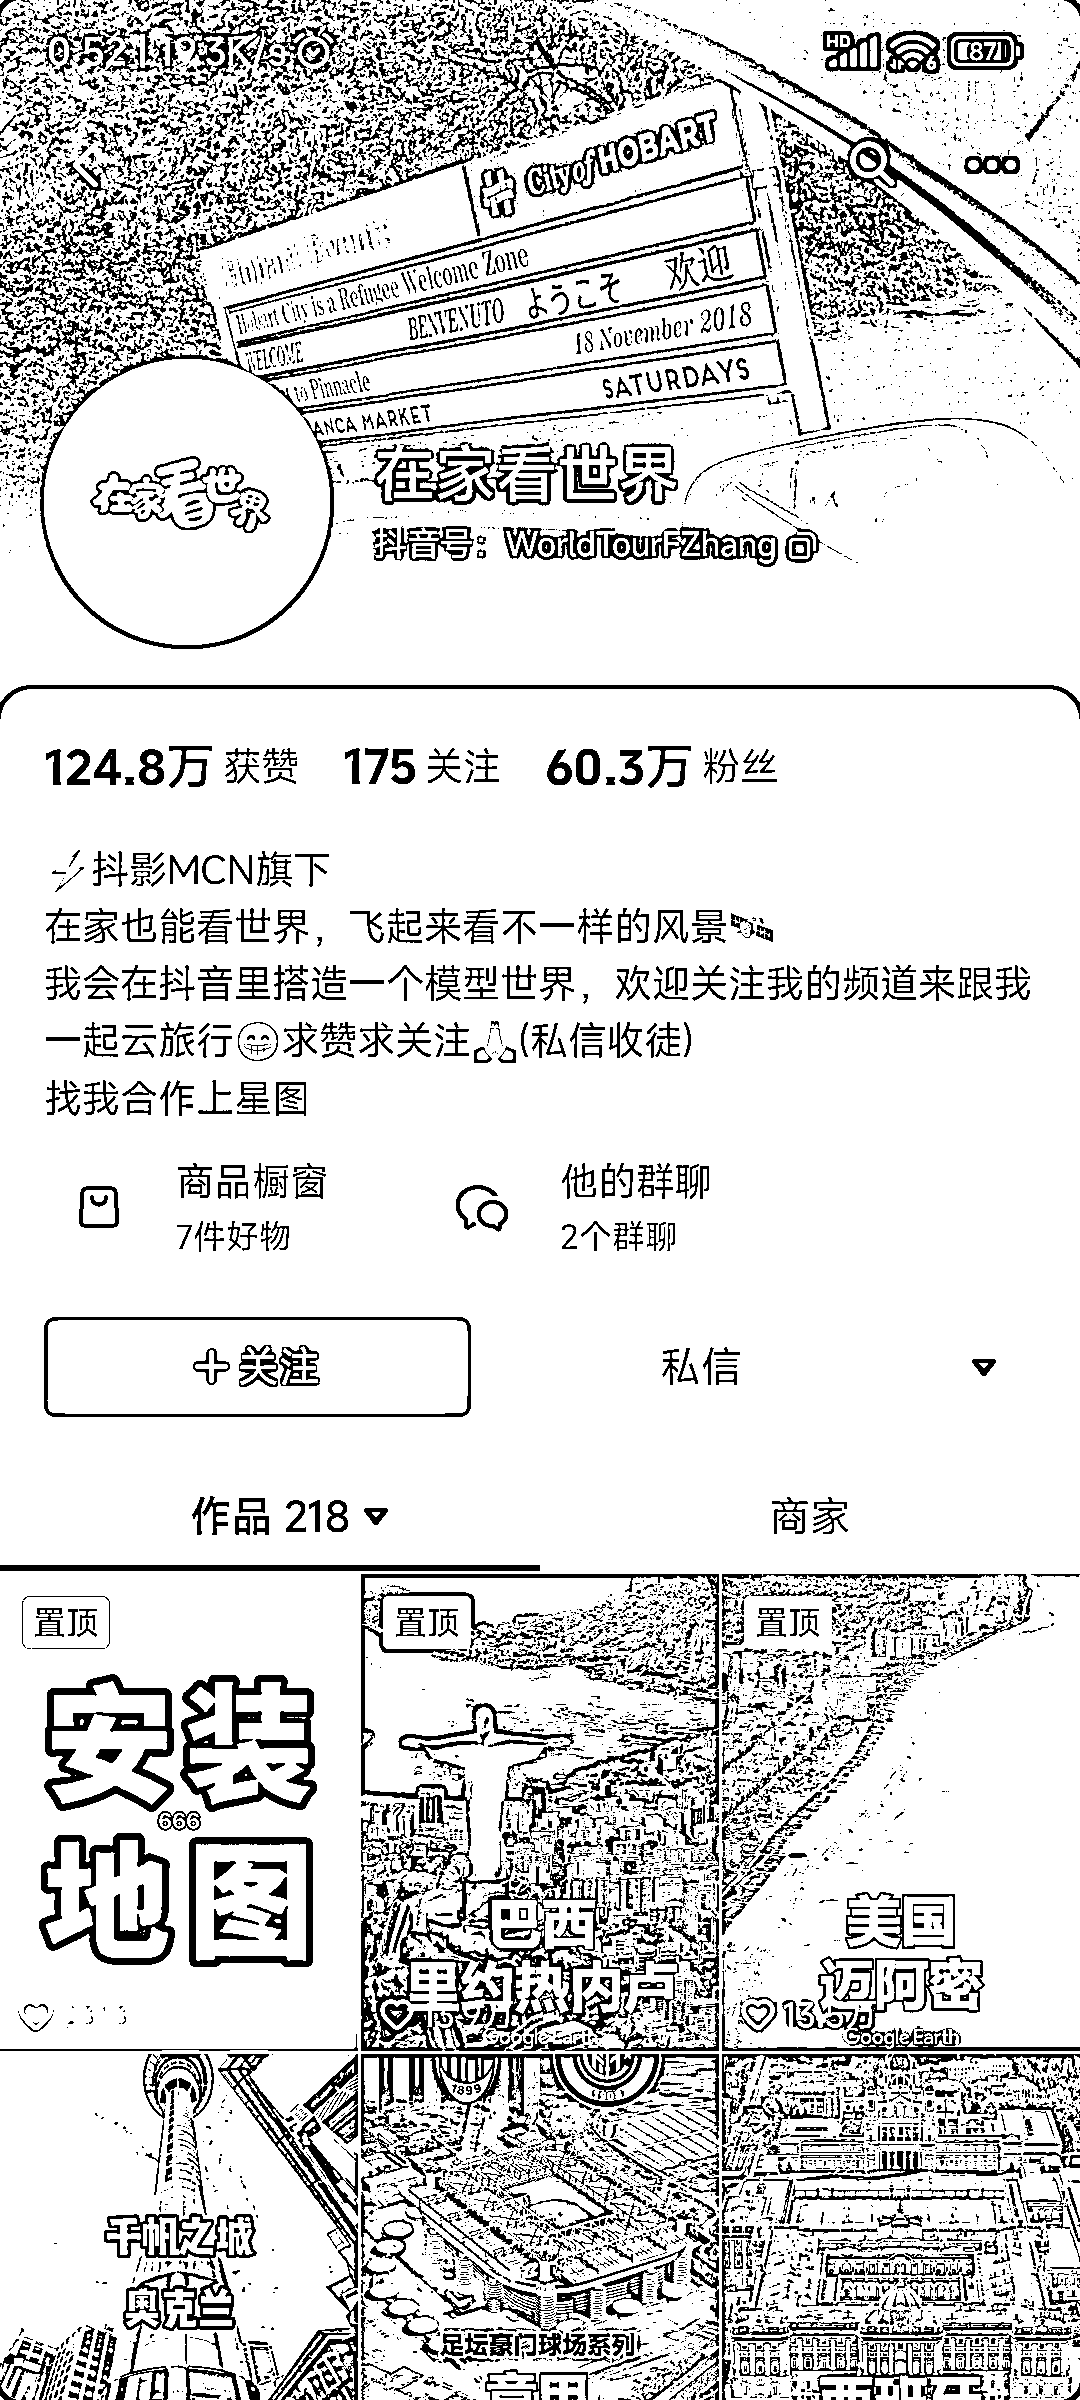 0:52 193K/s
HD 87
City of HOBART
Hobart City is a Refugee Welcome Zone
WELCOME BENVENUTO ようこそ 欢迎
to Pinnacle 18 November 2018
ANCA MARKET SATURDAYS
在家看世界
在家看世界
抖音号：WorldTourFZhang
124.8万 获赞 175 关注 60.3万 粉丝
⚡抖影MCN旗下
在家也能看世界，飞起来看不一样的风景🛰
我会在抖音里搭造一个模型世界，欢迎关注我的频道来跟我
一起云旅行😁求赞求关注🙏(私信收徒)
找我合作上星图
商品橱窗 他的群聊
7件好物 2个群聊
＋关注 私信
作品 218 商家
置顶 置顶 置顶
安装
666
地图
巴西
里约热内卢
Google Earth
美国
迈阿密
13.5万
Google Earth
千帆之城
奥克兰
1899
足坛豪门球场系列
意甲